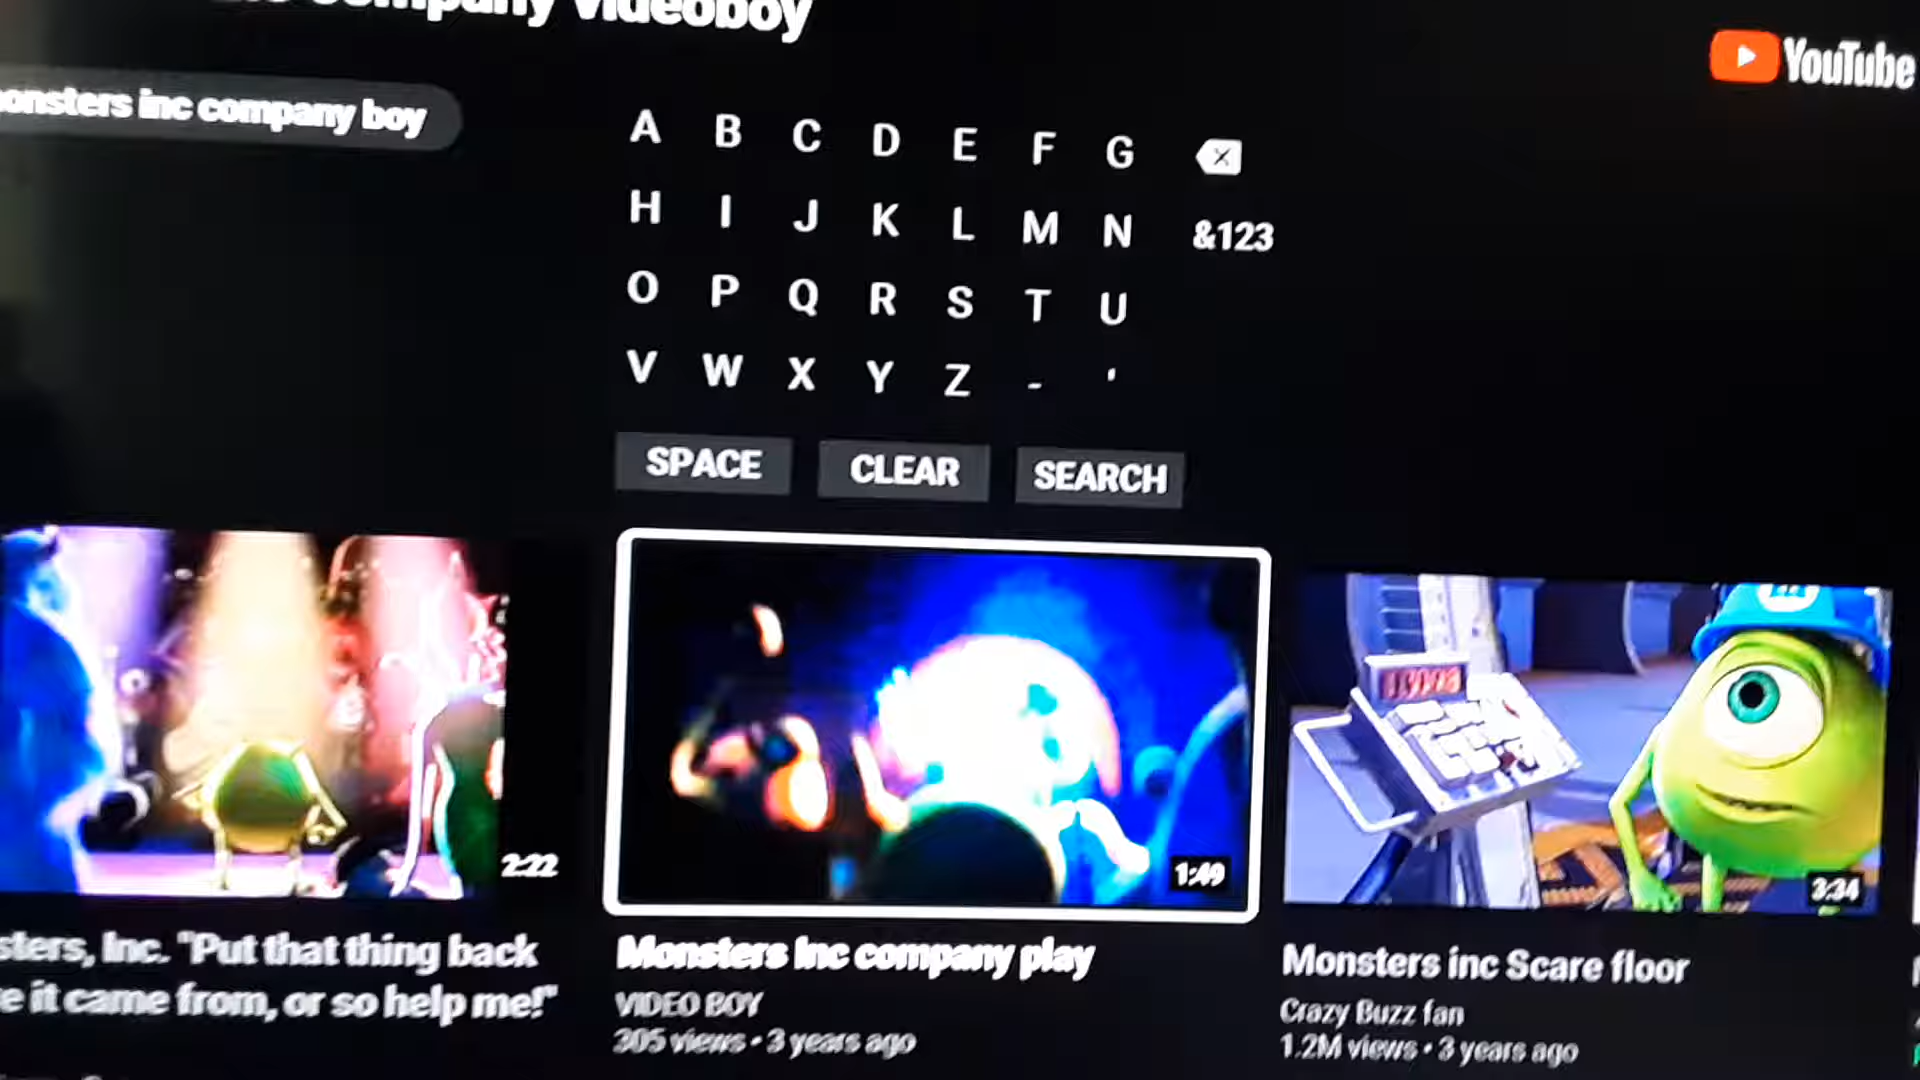 company videoboy
YouTube
onsters inc company boy
A B C D E F G
H I J K L M N &123
O P Q R S T U
V W X Y Z - '
SPACE CLEAR SEARCH
2:22
1:49
3:34
sters, Inc. "Put that thing back
e it came from, or so help me!"
Monsters Inc company play
VIDEO BOY
305 views • 3 years ago
Monsters inc Scare floor
Crazy Buzz fan
1.2M views • 3 years ago